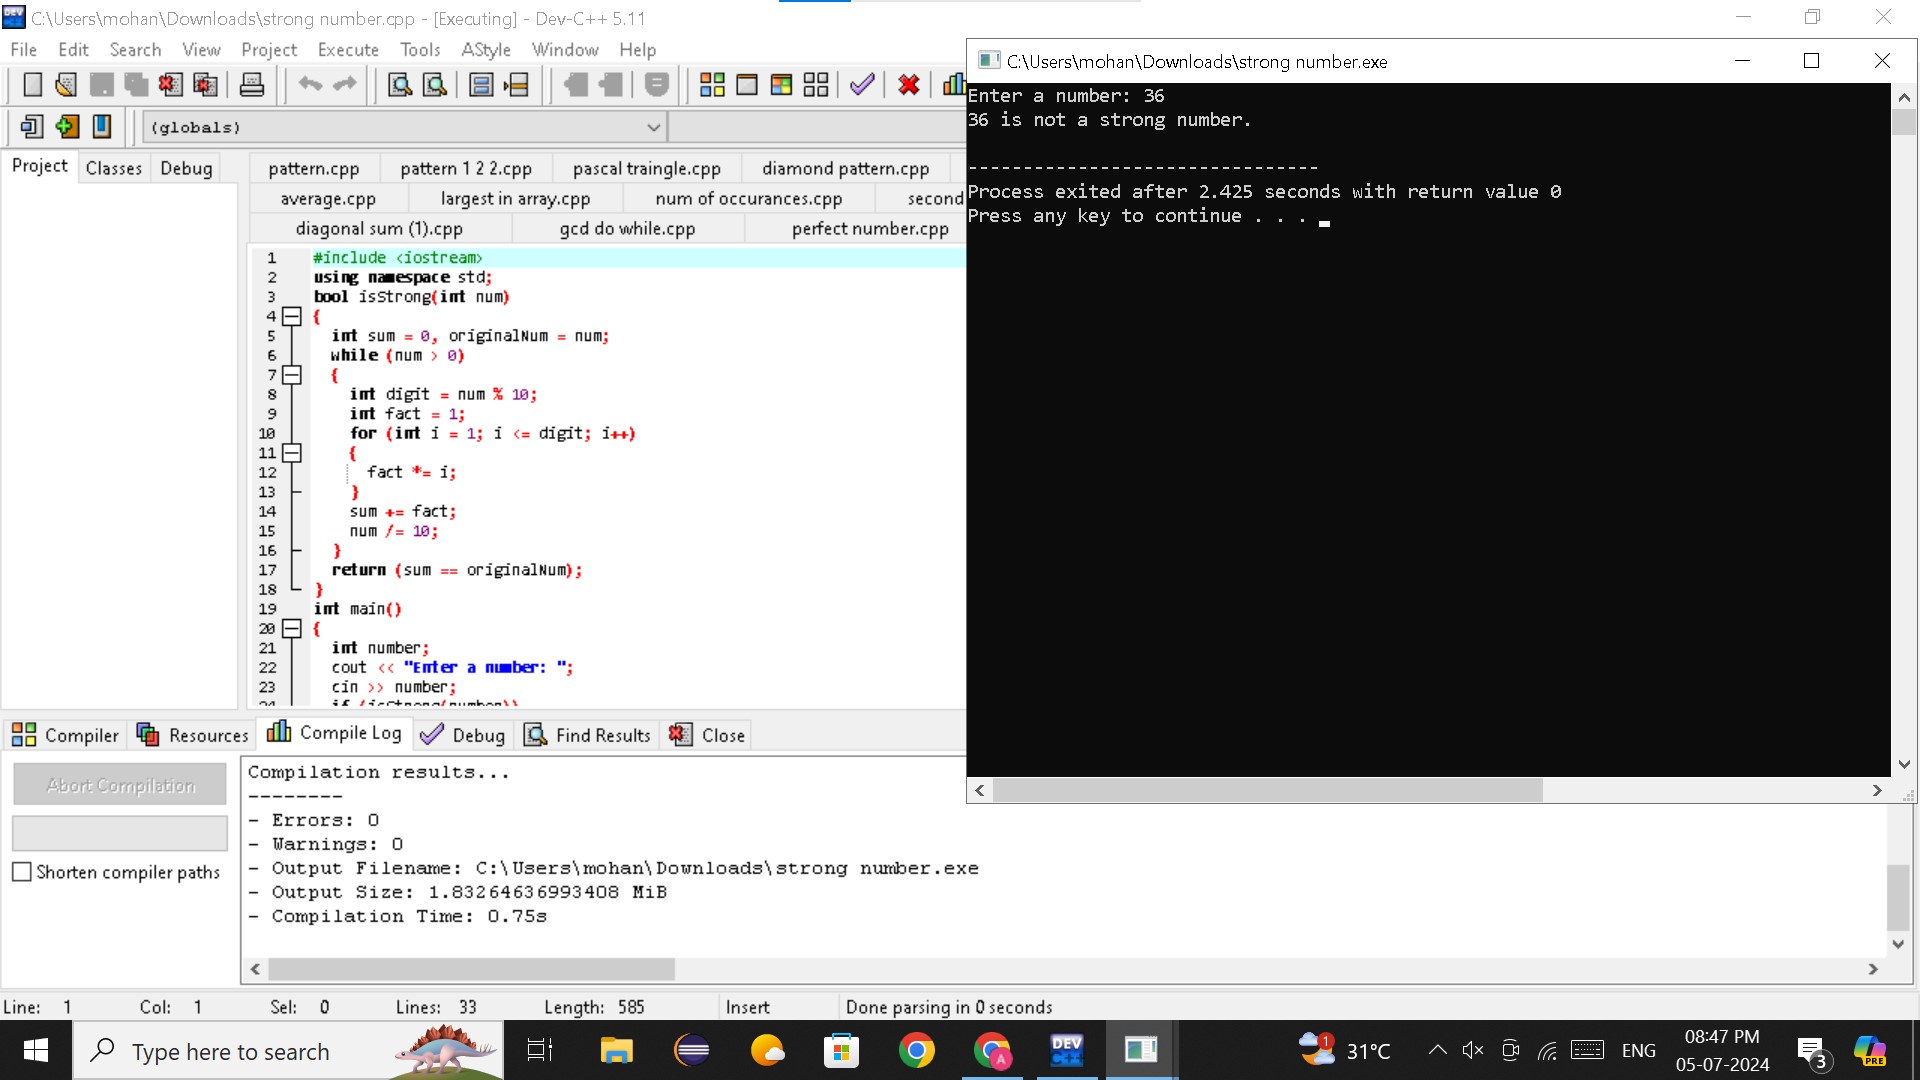 C:\Users\mohan\Downloads\strong number.cpp - [Executing] - Dev-C++ 5.11
File Edit Search View Project Execute Tools AStyle Window Help
(globals)
Project Classes Debug
pattern.cpp pattern 1 2 2.cpp pascal traingle.cpp diamond pattern.cpp
average.cpp largest in array.cpp num of occurances.cpp second
diagonal sum (1).cpp gcd do while.cpp perfect number.cpp
1 #include <iostream>
2 using namespace std;
3 bool isStrong(int num)
4 {
5 int sum = 0, originalNum = num;
6 while (num > 0)
7 {
8 int digit = num % 10;
9 int fact = 1;
10 for (int i = 1; i <= digit; i++)
11 {
12 fact *= i;
13 }
14 sum += fact;
15 num /= 10;
16 }
17 return (sum == originalNum);
18 }
19 int main()
20 {
21 int number;
22 cout << "Enter a number: ";
23 cin >> number;
24 if (isStrong(number))
C:\Users\mohan\Downloads\strong number.exe
Enter a number: 36
36 is not a strong number.
--------------------------------
Process exited after 2.425 seconds with return value 0
Press any key to continue . . .
Compiler Resources Compile Log Debug Find Results Close
Abort Compilation
Shorten compiler paths
Compilation results...
--------
- Errors: 0
- Warnings: 0
- Output Filename: C:\Users\mohan\Downloads\strong number.exe
- Output Size: 1.83264636993408 MiB
- Compilation Time: 0.75s
Line: 1 Col: 1 Sel: 0 Lines: 33 Length: 585 Insert Done parsing in 0 seconds
Type here to search
DEV C++
A
1
31°C
ENG
08:47 PM
05-07-2024
3
PRE